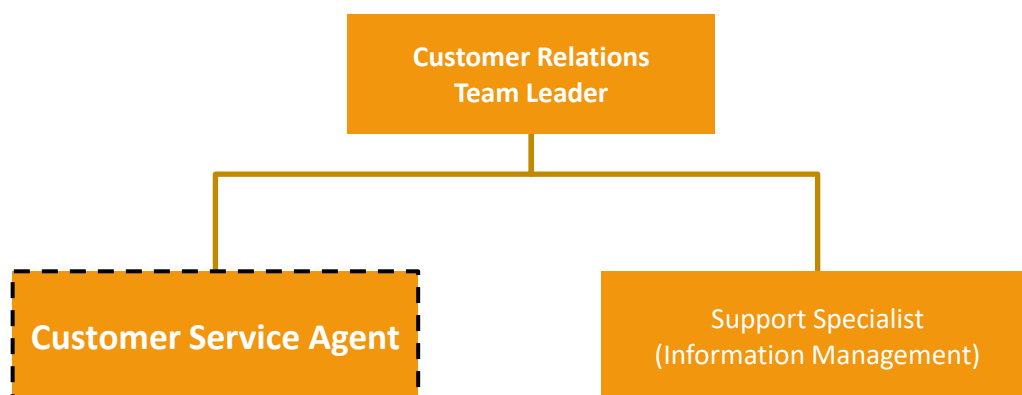 Customer Relations
Team Leader
Customer Service Agent
Support Specialist
(Information Management)